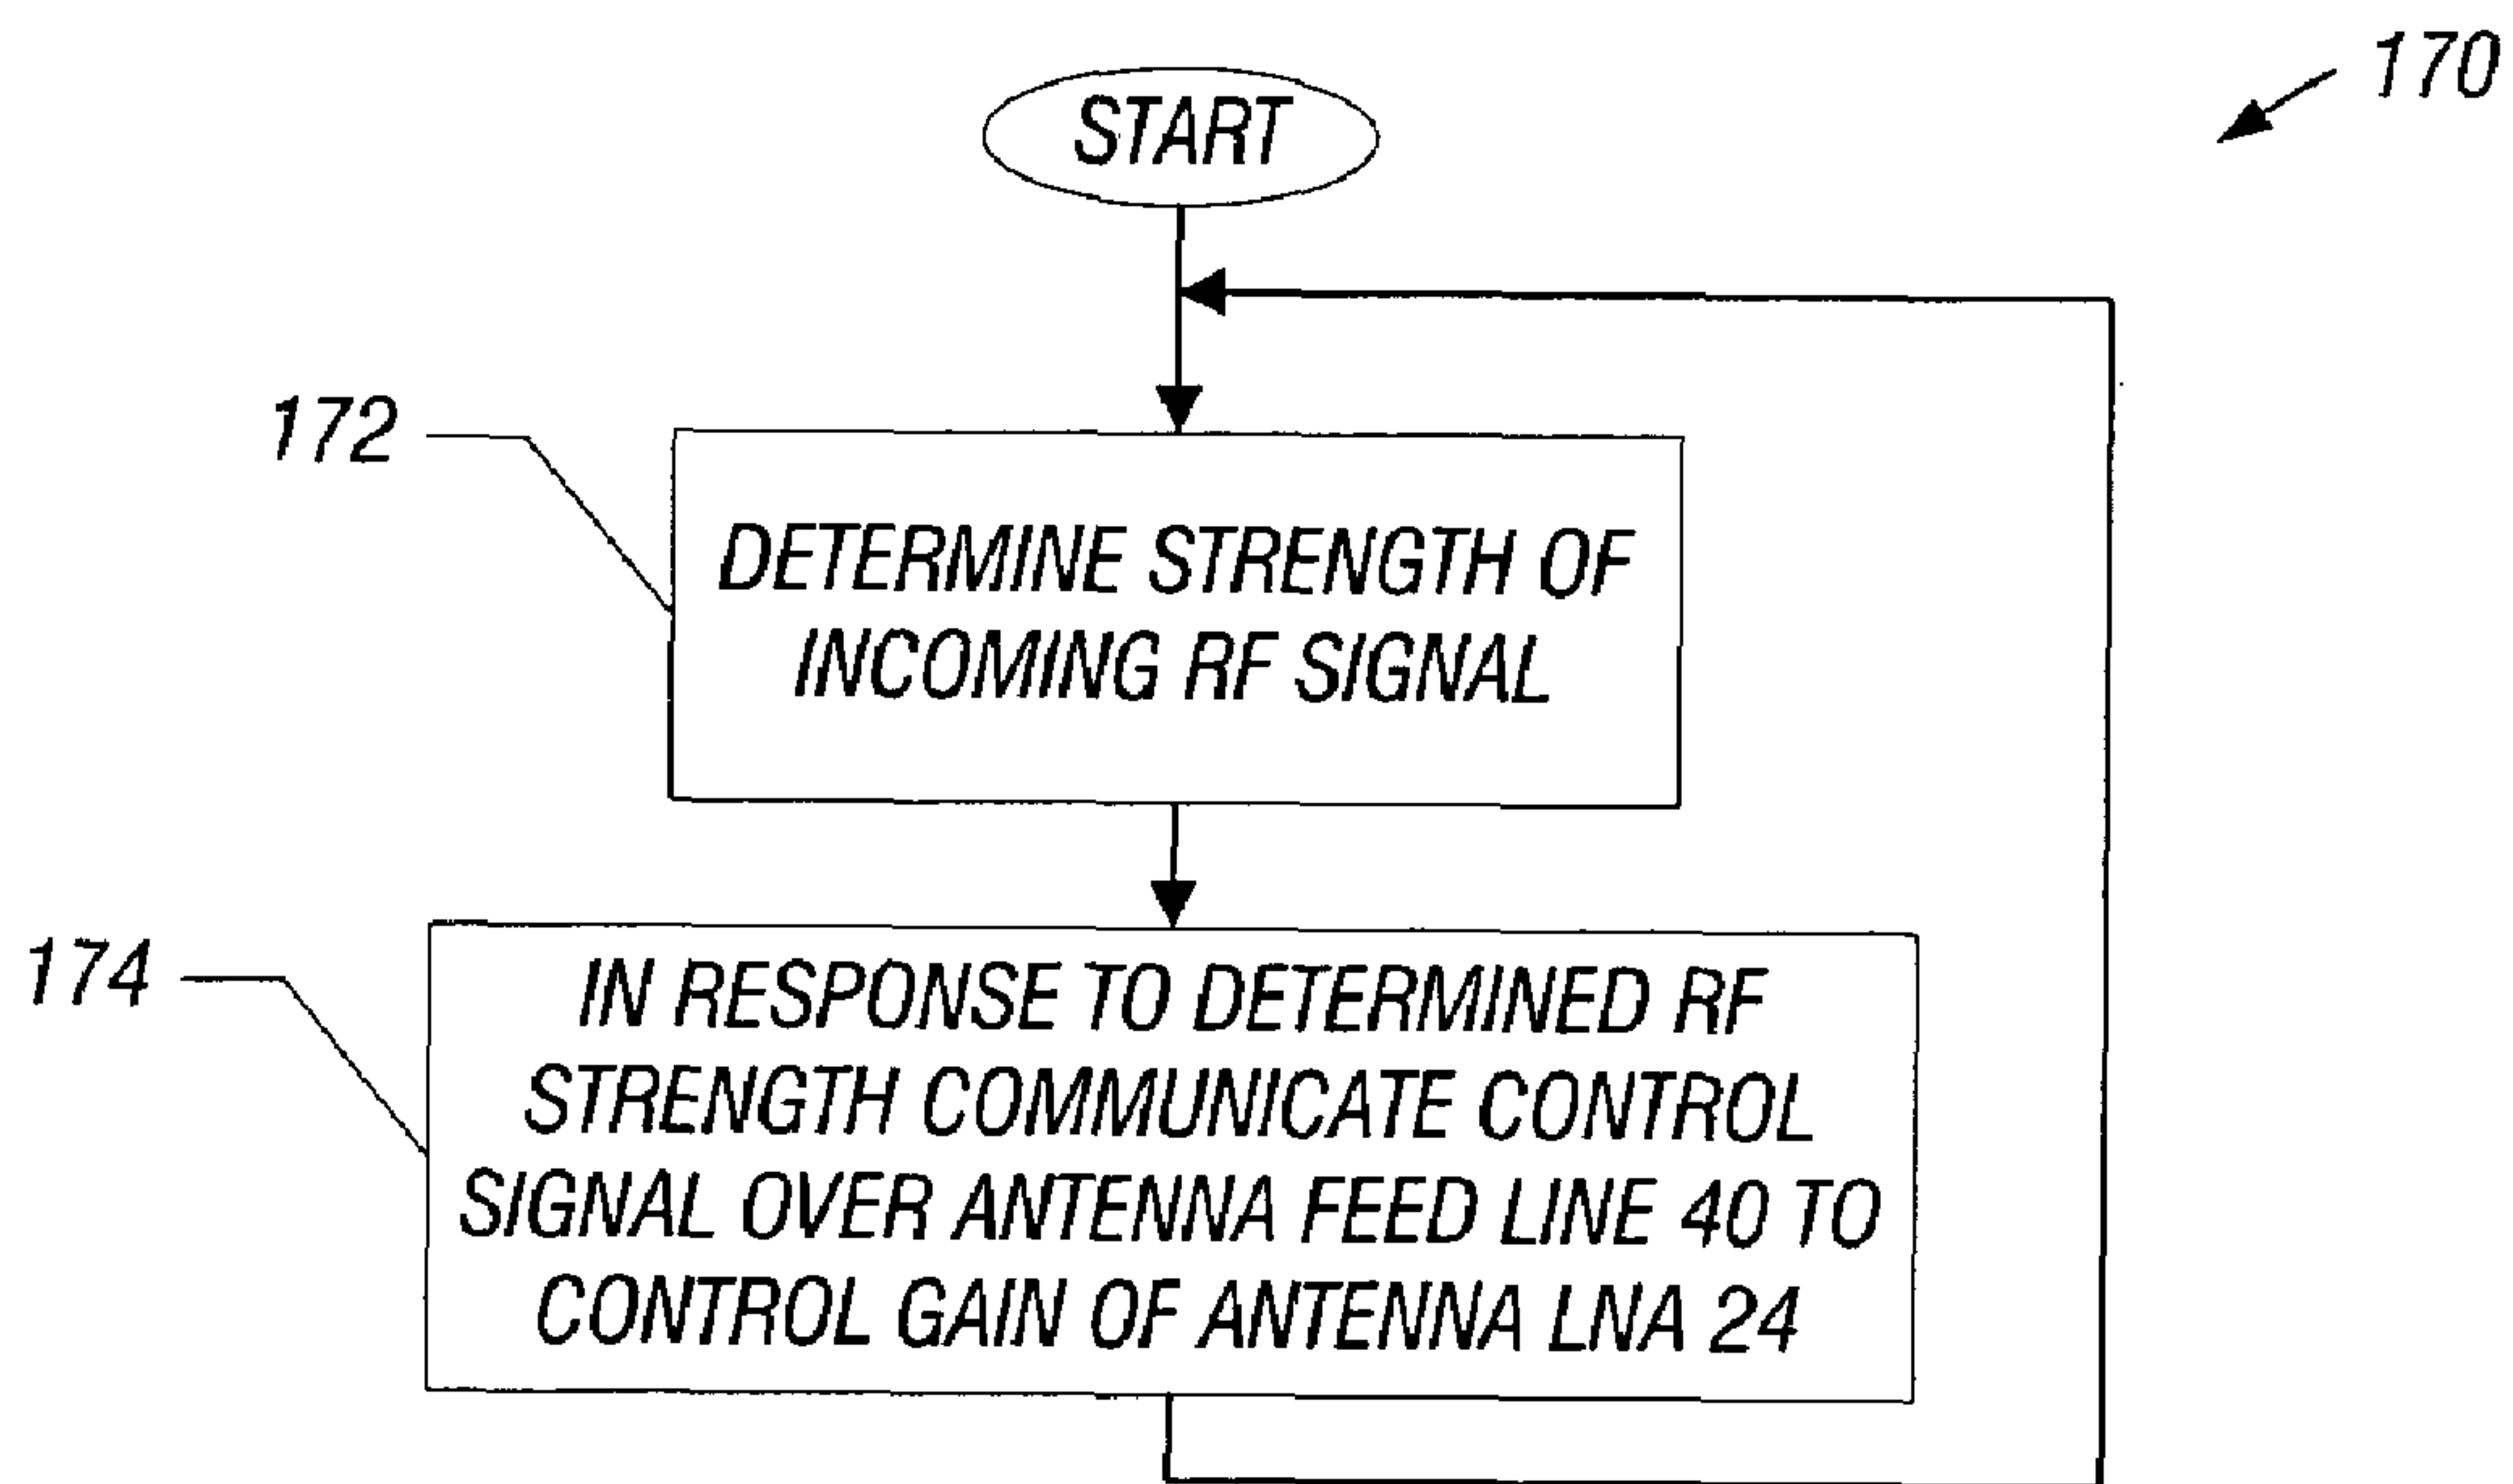 170
START
172
DETERMINE STRENGTH OF
INCOMING RF SIGNAL
174
IN RESPONSE TO DETERMINED RF
STRENGTH COMMUNICATE CONTROL
SIGNAL OVER ANTENNA FEED LINE 40 TO
CONTROL GAIN OF ANTENNA LNA 24